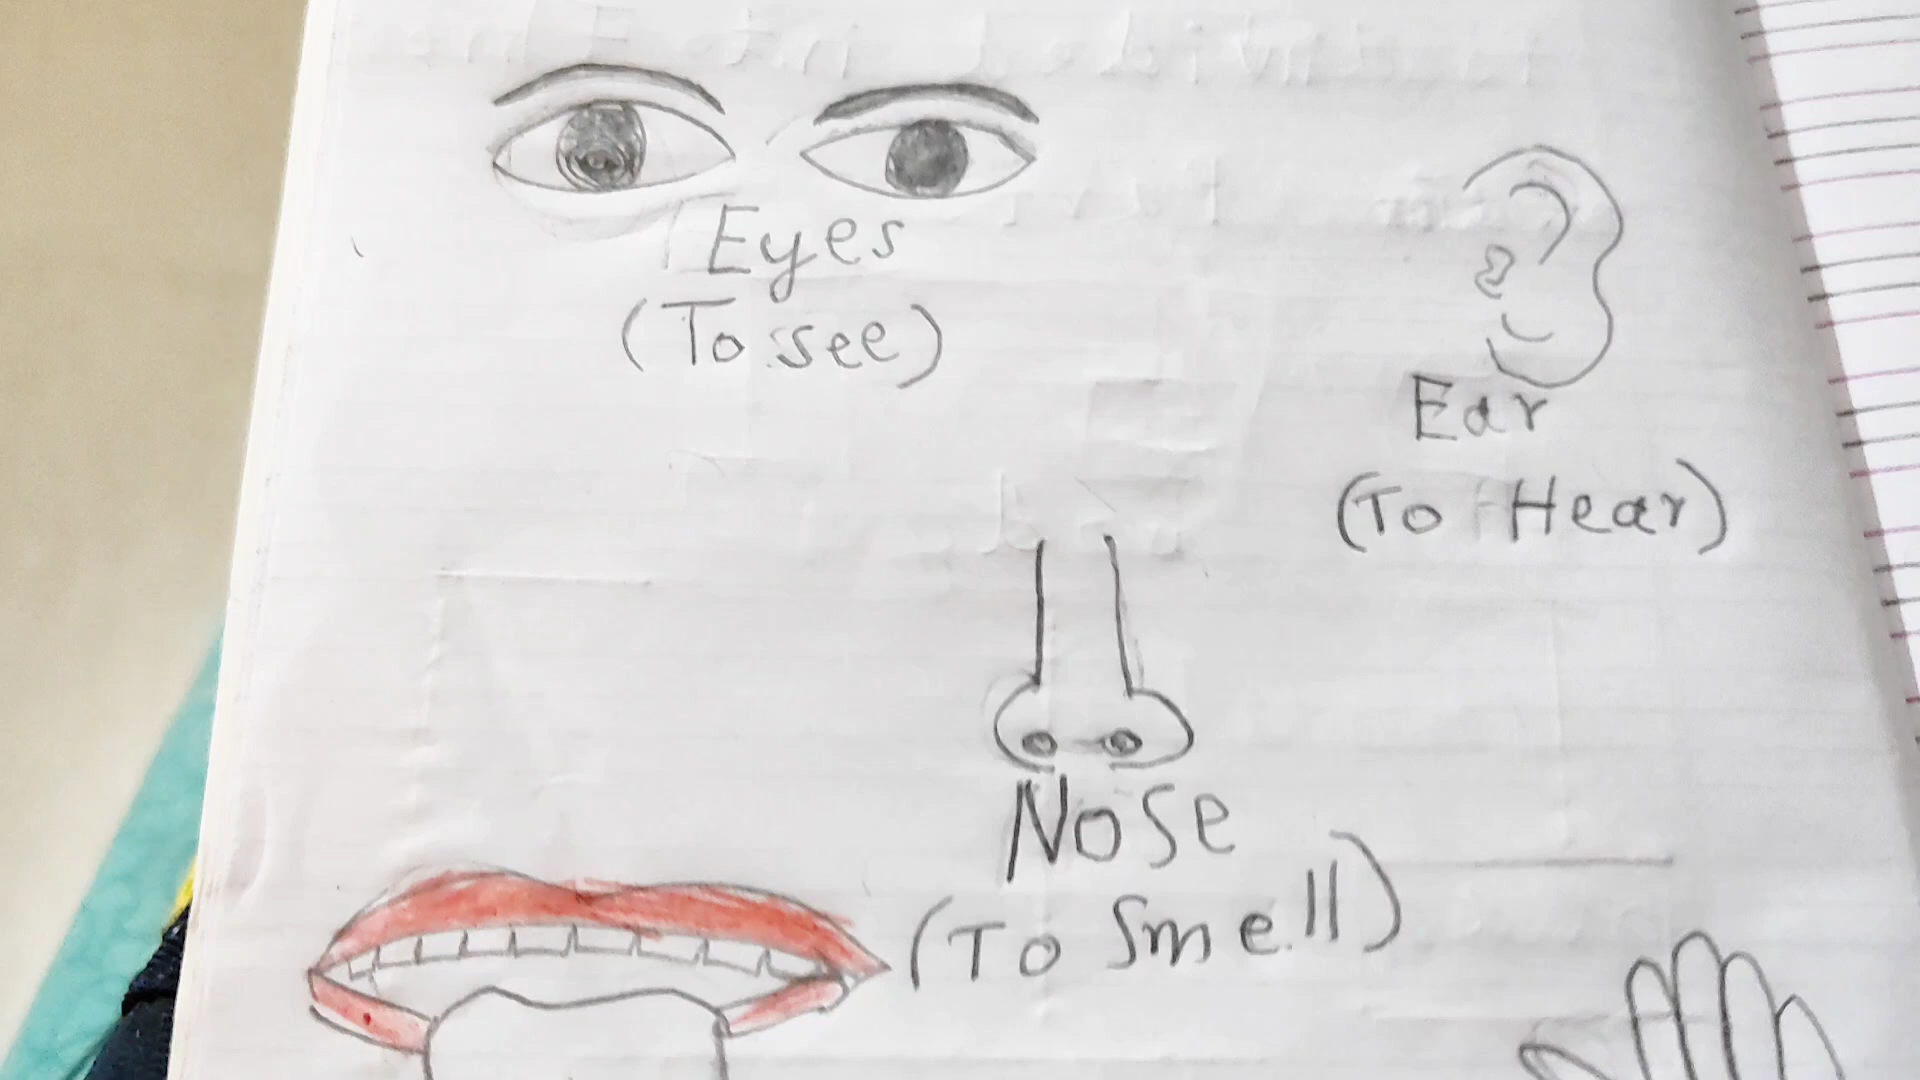 Eyes
(To see)
Ear
(To Hear)
Nose
(To Smell)